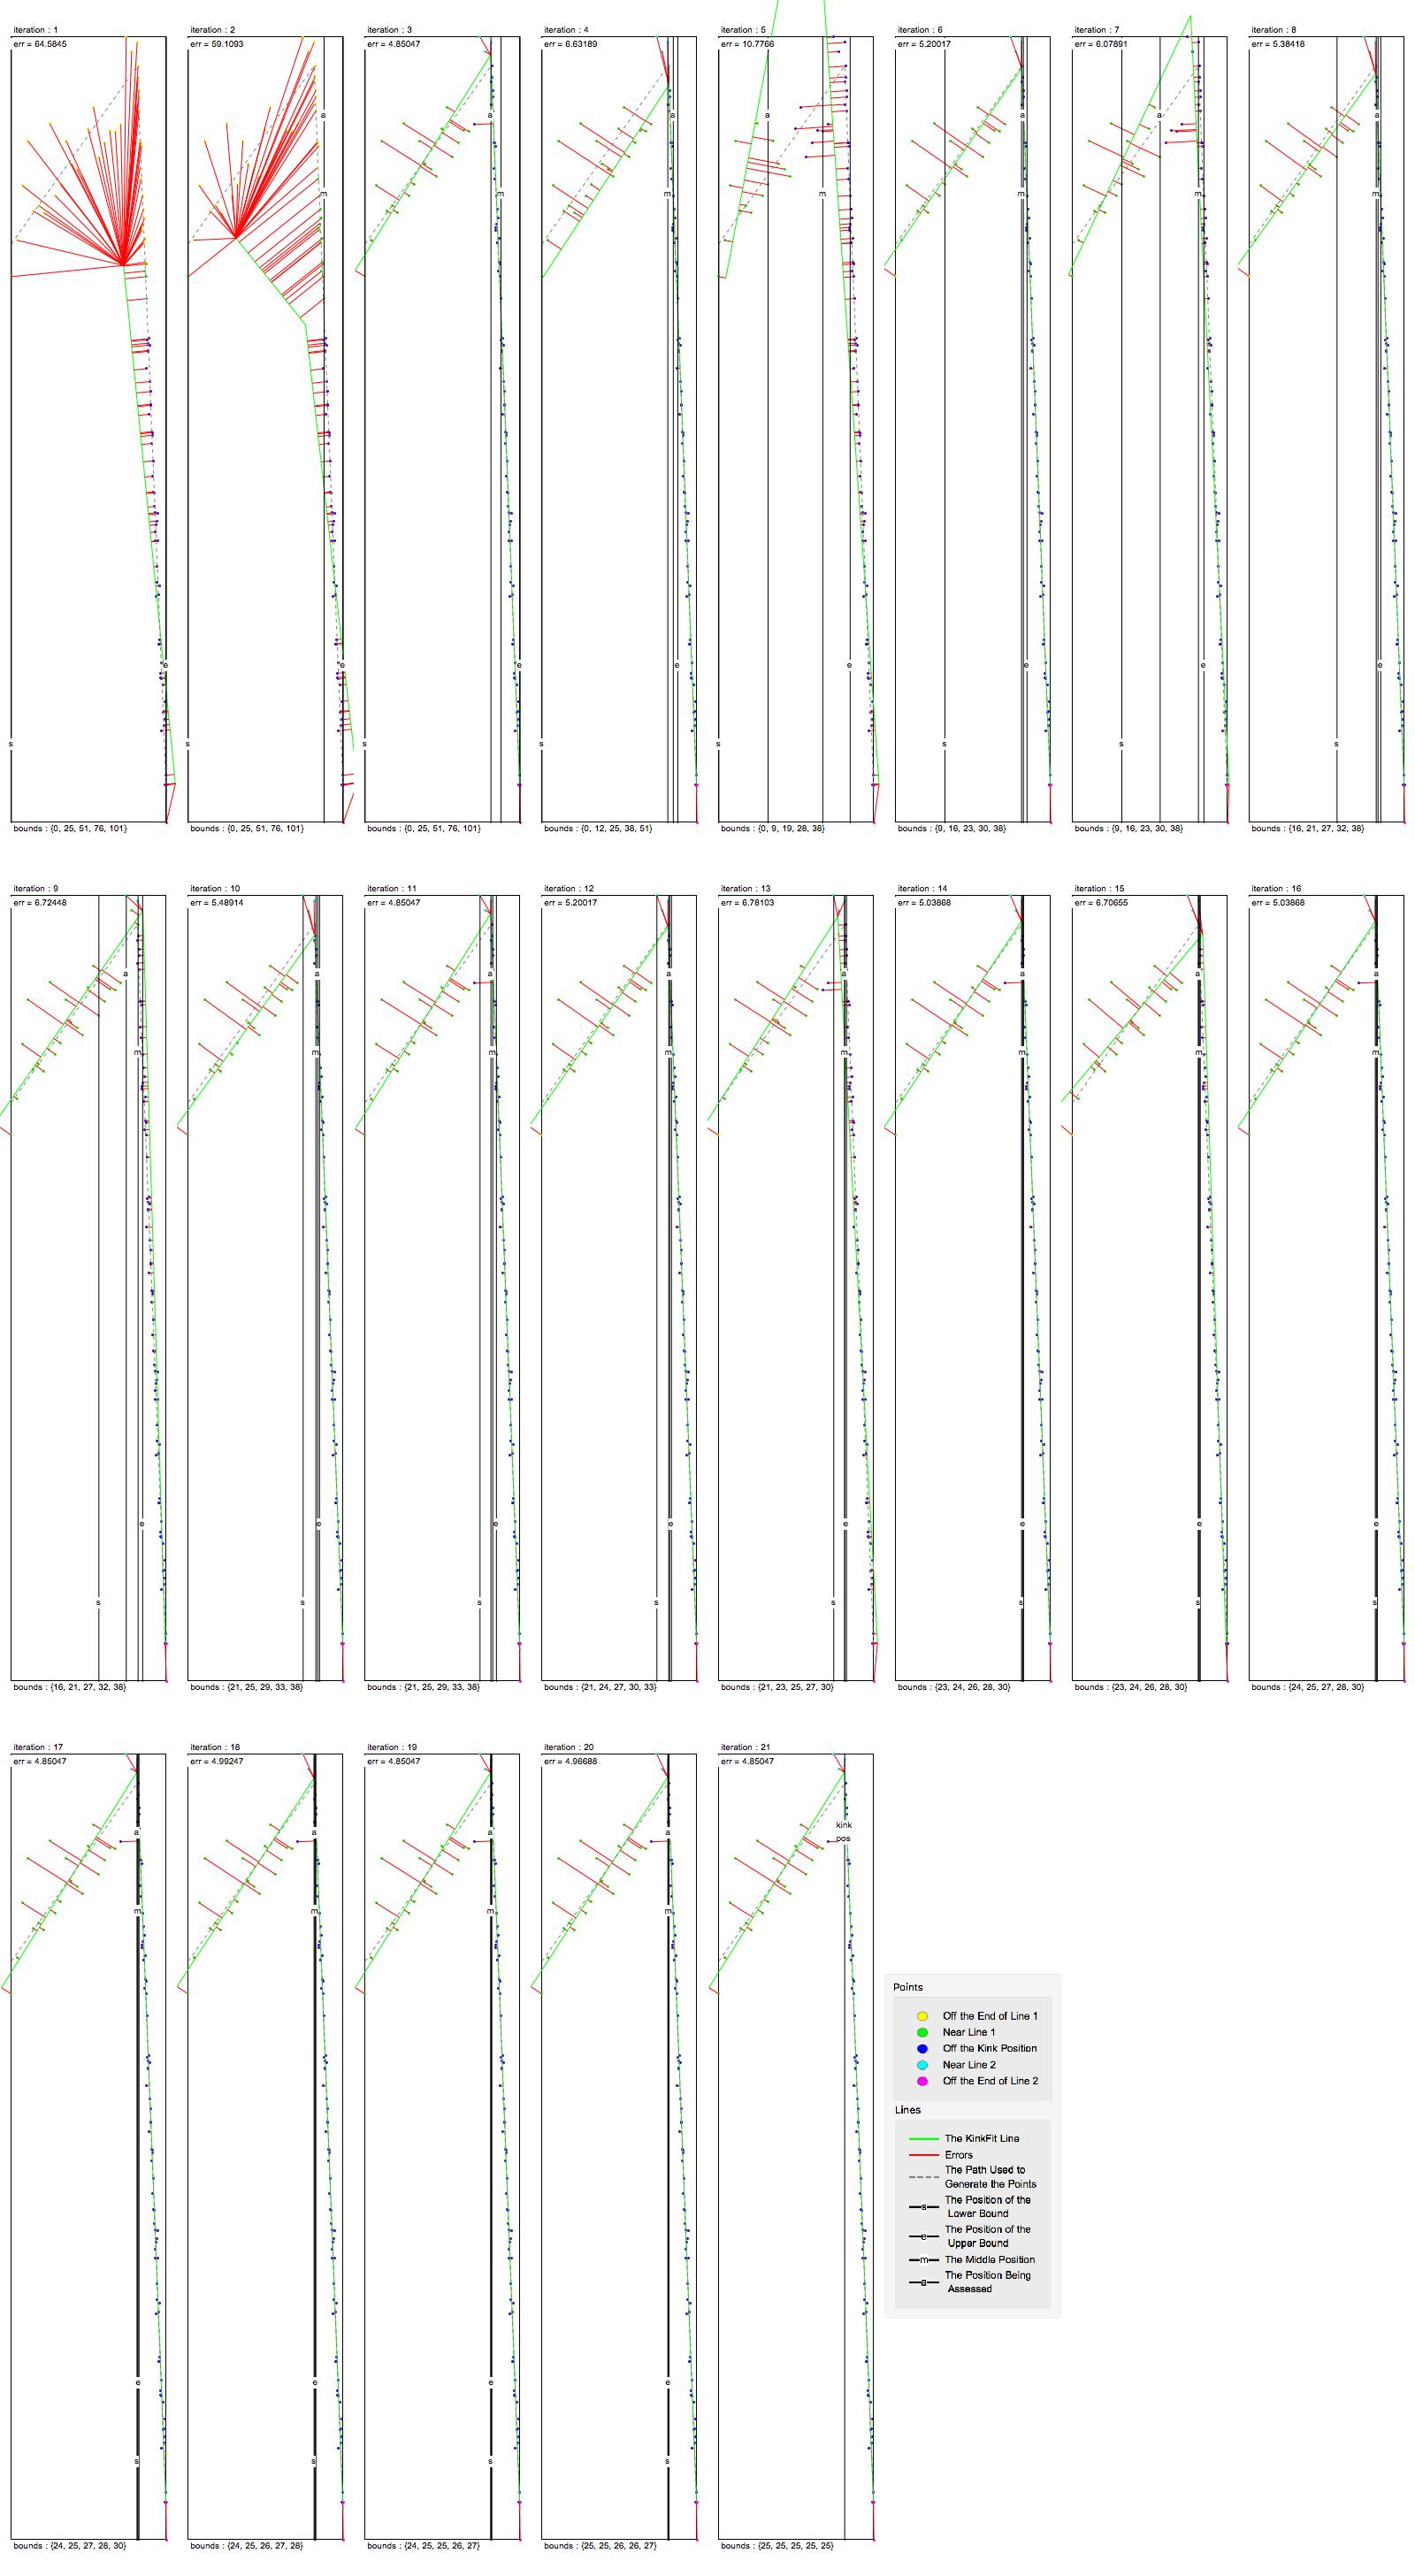 iteration : 1
err = 64.5845
s
e
bounds : {0, 25, 51, 76, 101}
iteration : 2
err = 59.1093
a
m
e
s
bounds : {0, 25, 51, 76, 101}
iteration : 3
err = 4.85047
a
m
e
s
bounds : {0, 25, 51, 76, 101}
iteration : 4
err = 6.63189
a
m
e
s
bounds : {0, 12, 25, 38, 51}
iteration : 5
err = 10.7766
a
m
e
s
bounds : {0, 9, 19, 28, 38}
iteration : 6
err = 5.20017
a
m
e
s
bounds : {9, 16, 23, 30, 38}
iteration : 7
err = 6.07891
a
m
e
s
bounds : {9, 16, 23, 30, 38}
iteration : 8
err = 5.38418
a
m
e
s
bounds : {16, 21, 27, 32, 38}
iteration : 9
err = 6.72448
a
m
e
s
bounds : {16, 21, 27, 32, 38}
iteration : 10
err = 5.48914
a
m
e
s
bounds : {21, 25, 29, 33, 38}
iteration : 11
err = 4.85047
a
m
e
s
bounds : {21, 25, 29, 33, 38}
iteration : 12
err = 5.20017
a
m
e
s
bounds : {21, 24, 27, 30, 33}
iteration : 13
err = 6.78103
a
m
e
s
bounds : {21, 23, 25, 27, 30}
iteration : 14
err = 5.03868
a
m
e
s
bounds : {23, 24, 26, 28, 30}
iteration : 15
err = 6.70655
a
m
e
s
bounds : {23, 24, 26, 28, 30}
iteration : 16
err = 5.03868
a
m
e
s
bounds : {24, 25, 27, 28, 30}
iteration : 17
err = 4.85047
a
m
e
s
bounds : {24, 25, 27, 28, 30}
iteration : 18
err = 4.99247
a
m
e
s
bounds : {24, 25, 26, 27, 28}
iteration : 19
err = 4.85047
a
m
e
s
bounds : {24, 25, 25, 26, 27}
iteration : 20
err = 4.96688
a
m
e
s
bounds : {25, 25, 26, 26, 27}
iteration : 21
err = 4.85047
kink
pos
bounds : {25, 25, 25, 25, 25}
Points
Off the End of Line 1
Near Line 1
Off the Kink Position
Near Line 2
Off the End of Line 2
Lines
The KinkFit Line
Errors
The Path Used to
Generate the Points
s The Position of the
Lower Bound
e The Position of the
Upper Bound
m The Middle Position
a The Position Being
Assessed